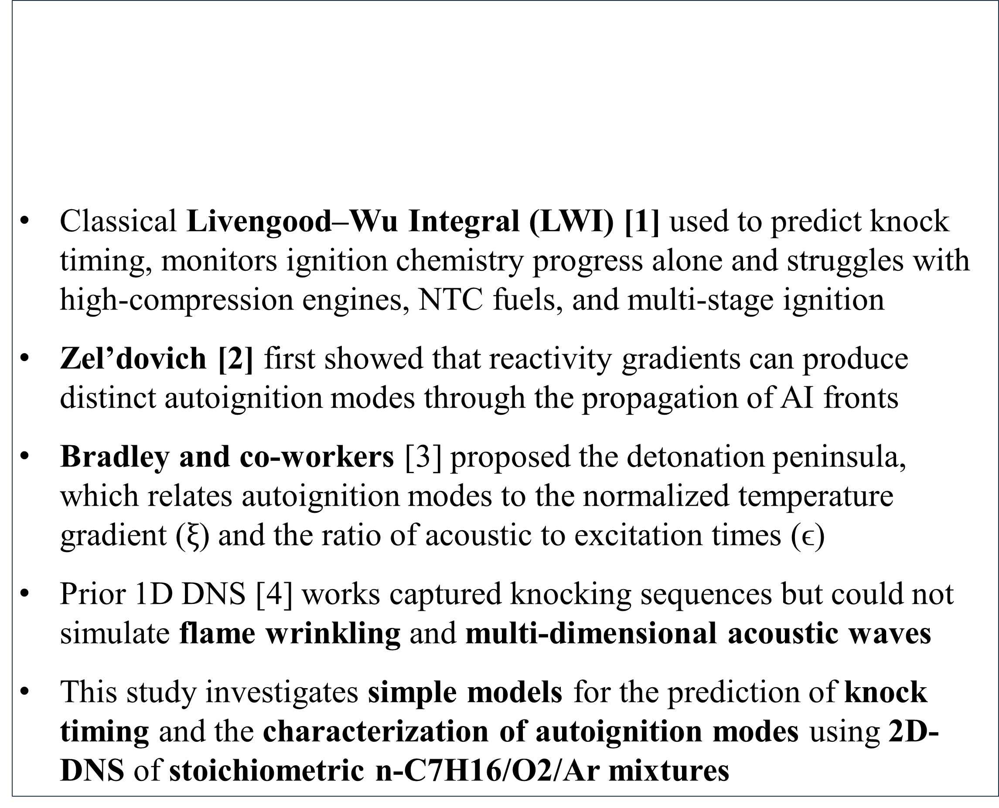 • Classical Livengood–Wu Integral (LWI) [1] used to predict knock
timing, monitors ignition chemistry progress alone and struggles with
high-compression engines, NTC fuels, and multi-stage ignition
• Zel’dovich [2] first showed that reactivity gradients can produce
distinct autoignition modes through the propagation of AI fronts
• Bradley and co-workers [3] proposed the detonation peninsula,
which relates autoignition modes to the normalized temperature
gradient (ξ) and the ratio of acoustic to excitation times (ϵ)
• Prior 1D DNS [4] works captured knocking sequences but could not
simulate flame wrinkling and multi-dimensional acoustic waves
• This study investigates simple models for the prediction of knock
timing and the characterization of autoignition modes using 2D-
DNS of stoichiometric n-C7H16/O2/Ar mixtures